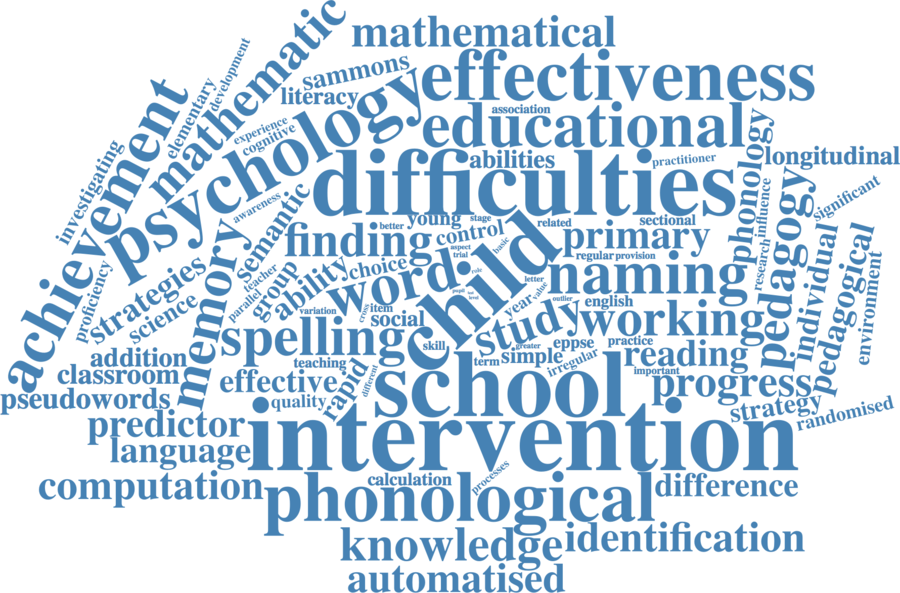 mathematical
mathematic
sammons
effectiveness
development
elementary
literacy
achievement
psychology
association
educational
experience
cognitive
abilities
practitioner
phonology
longitudinal
investigating
difficulties
awareness
semantic
influence
significant
young
stage
better
related
sectional
finding
control
aspect
trial
basic
primary
regular
provision
research
pedagogy
individual
pedagogical
environment
strategies
science
proficiency
memory
teacher
parallel
group
ability
choice
word
child
rule
pupil
level
letter
naming
value
year
outlier
english
variation
cross
item
social
study
working
spelling
skill
greater
eppse
practice
addition
classroom
pseudowords
teaching
term
simple
irregular
reading
important
effective
rapid
different
quality
school
progress
strategy
randomised
predictor
language
intervention
computation
calculation
processes
phonological
difference
knowledge
identification
automatised